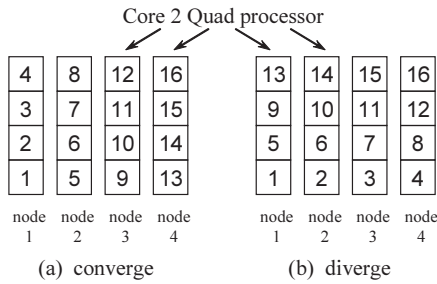 Core 2 Quad processor
4 8 12 16 13 14 15 16
3 7 11 15 9 10 11 12
2 6 10 14 5 6 7 8
1 5 9 13 1 2 3 4
node node node node node node node node
1 2 3 4 1 2 3 4
(a) converge (b) diverge